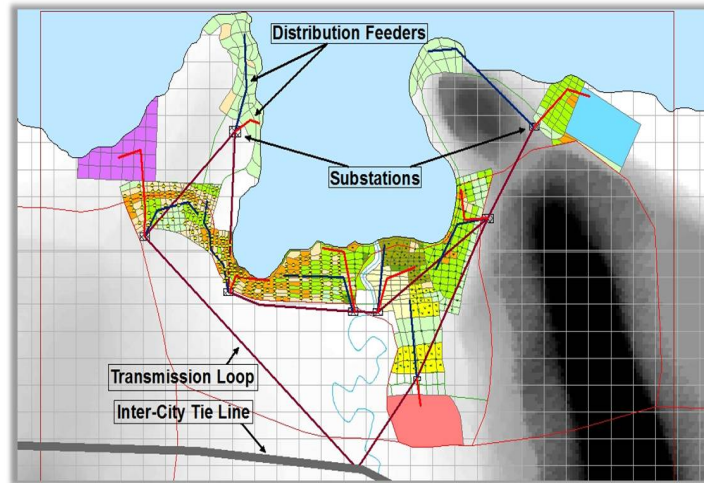 Distribution Feeders
Substations
Transmission Loop
Inter-City Tie Line